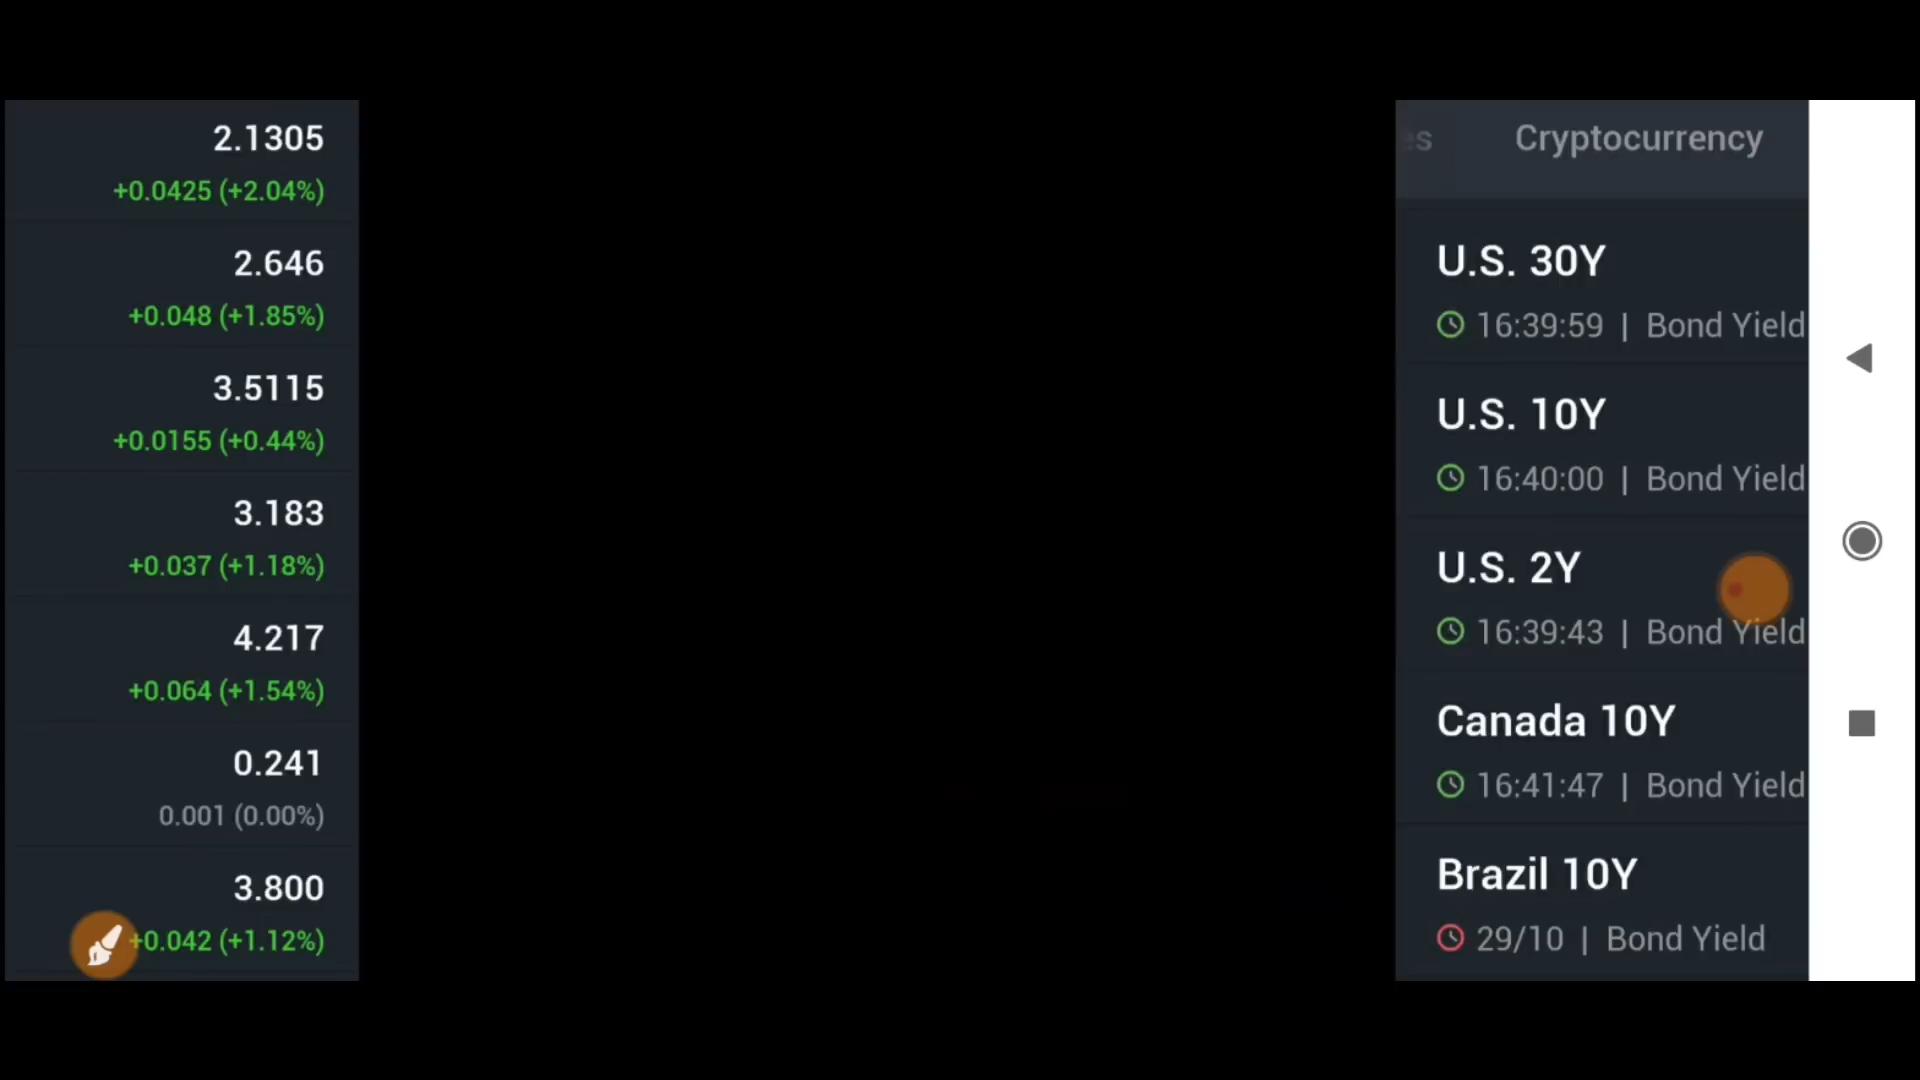 2.1305
+0.0425 (+2.04%)
2.646
+0.048 (+1.85%)
3.5115
+0.0155 (+0.44%)
3.183
+0.037 (+1.18%)
4.217
+0.064 (+1.54%)
0.241
0.001 (0.00%)
3.800
+0.042 (+1.12%)
es Cryptocurrency
U.S. 30Y
16:39:59 | Bond Yield
U.S. 10Y
16:40:00 | Bond Yield
U.S. 2Y
16:39:43 | Bond Yield
Canada 10Y
16:41:47 | Bond Yield
Brazil 10Y
29/10 | Bond Yield